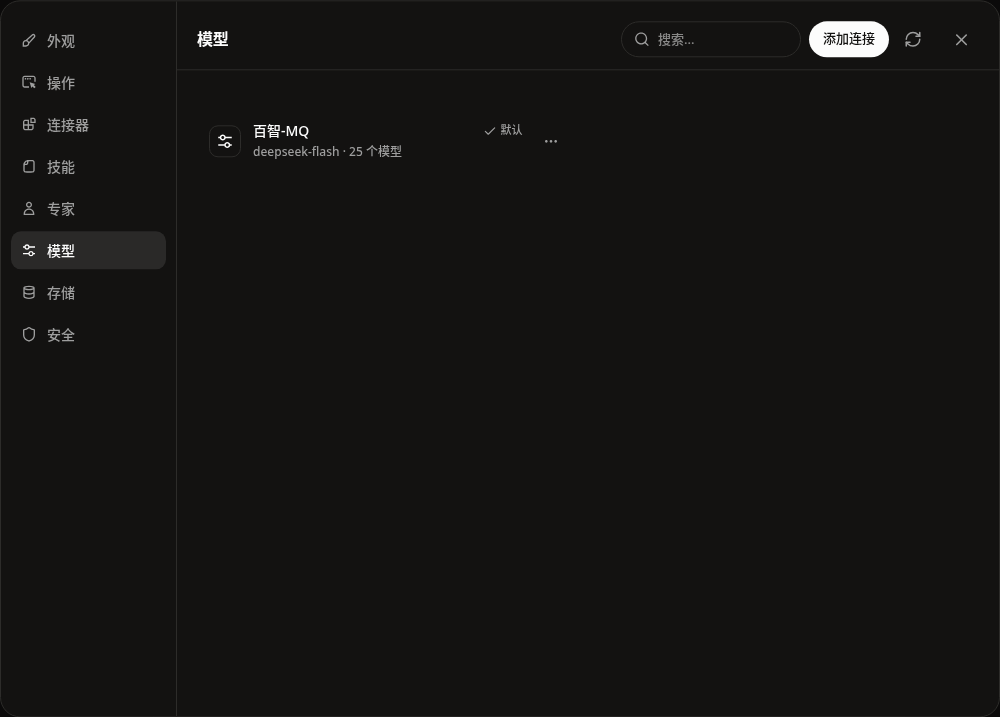 外观
操作
连接器
技能
专家
模型
存储
安全
模型
搜索...
添加连接
百智-MQ
默认
deepseek-flash · 25 个模型